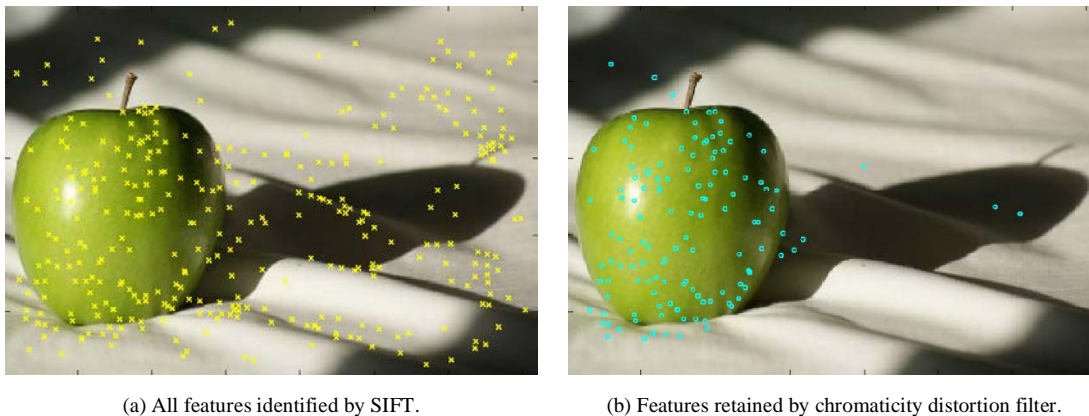 (a) All features identified by SIFT.
(b) Features retained by chromaticity distortion filter.